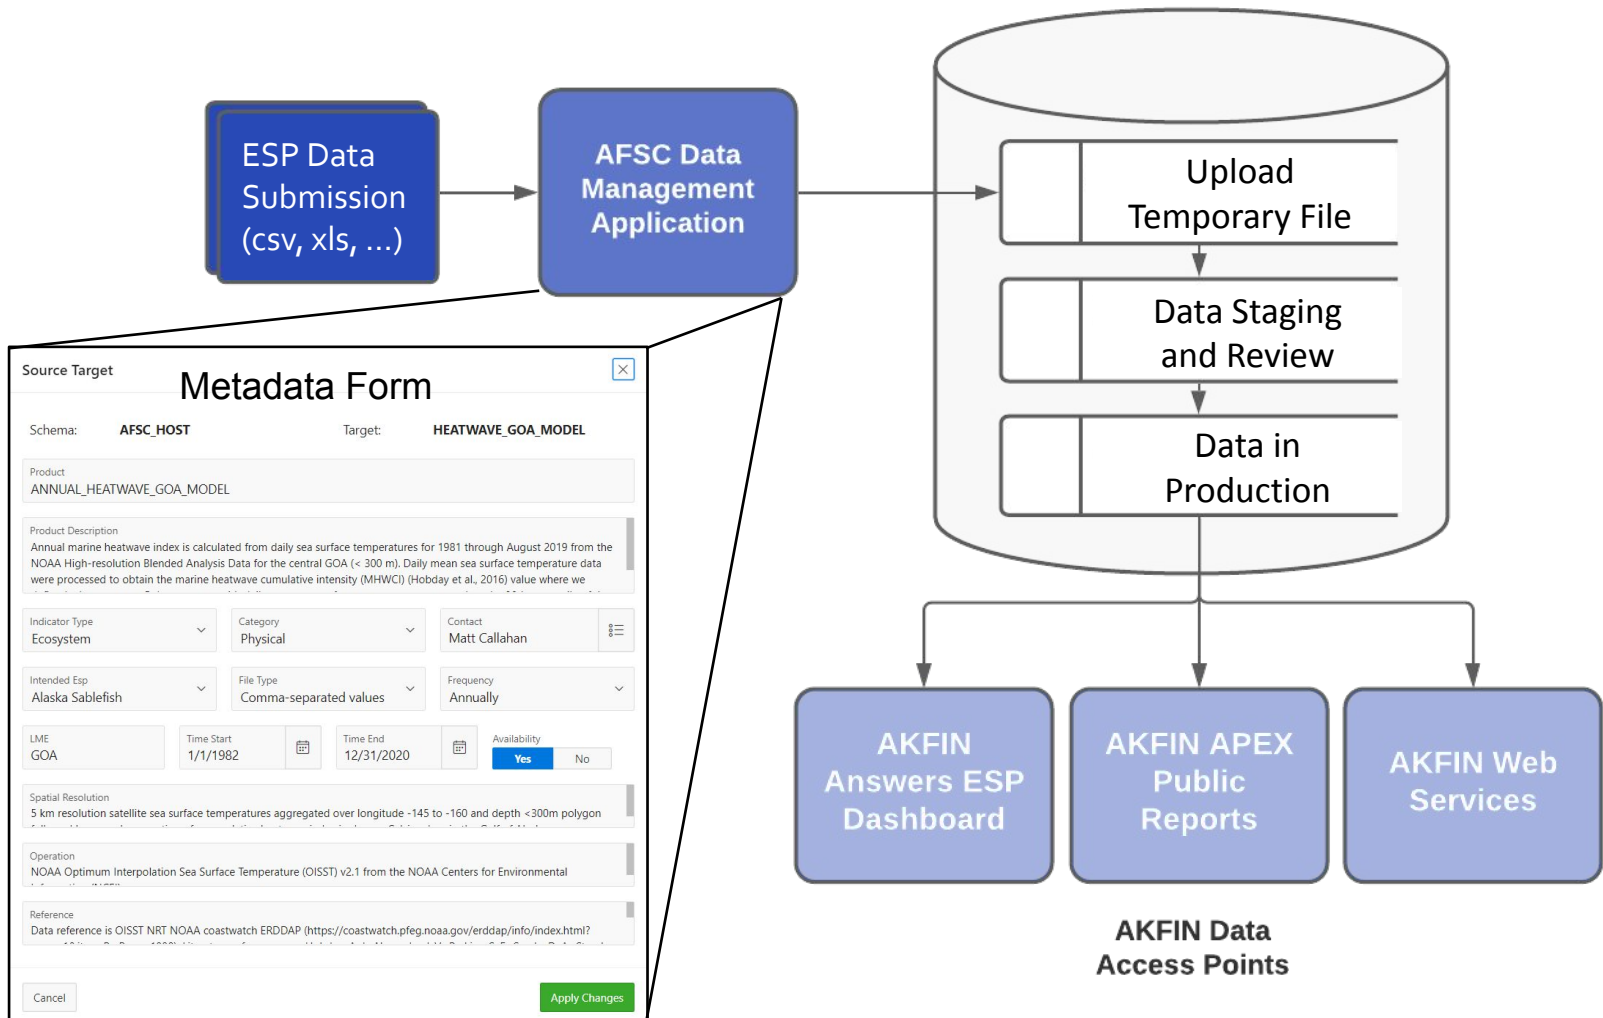 ESP Data
Submission
(csv, xls, ...)
AFSC Data
Management
Application
Upload
Temporary File
Data Staging
and Review
Data in
Production
Source Target
Metadata Form
Schema: AFSC_HOST Target: HEATWAVE_GOA_MODEL
Product
ANNUAL_HEATWAVE_GOA_MODEL
Product Description
Annual marine heatwave index is calculated from daily sea surface temperatures for 1981 through August 2019 from the
NOAA High-resolution Blended Analysis Data for the central GOA (< 300 m). Daily mean sea surface temperature data
were processed to obtain the marine heatwave cumulative intensity (MHWCI) (Hobday et al., 2016) value where we
Indicator Type Category Contact
Ecosystem Physical Matt Callahan
Intended Esp File Type Frequency
Alaska Sablefish Comma-separated values Annually
LME Time Start Time End Availability
GOA 1/1/1982 12/31/2020 Yes No
Spatial Resolution
5 km resolution satellite sea surface temperatures aggregated over longitude -145 to -160 and depth <300m polygon
Operation
NOAA Optimum Interpolation Sea Surface Temperature (OISST) v2.1 from the NOAA Centers for Environmental
Reference
Data reference is OISST NRT NOAA coastwatch ERDDAP (https://coastwatch.pfeg.noaa.gov/erddap/info/index.html?
Cancel Apply Changes
AKFIN
Answers ESP
Dashboard
AKFIN APEX
Public
Reports
AKFIN Web
Services
AKFIN Data
Access Points